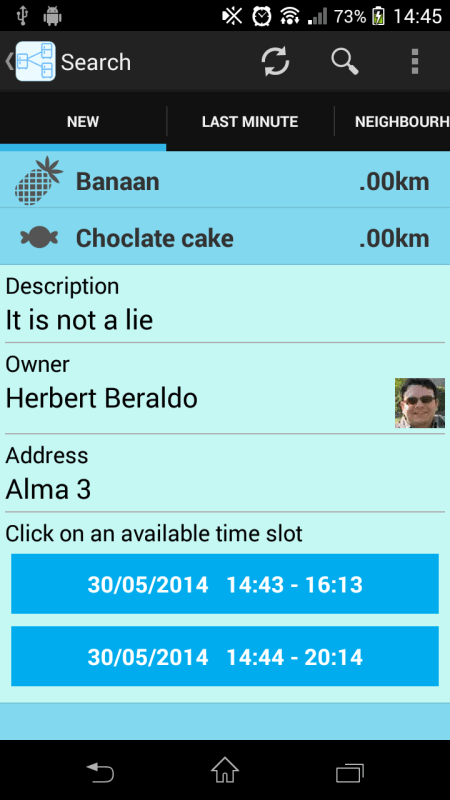 73% 14:45
Search
NEW LAST MINUTE NEIGHBOURH
Banaan .00km
Choclate cake .00km
Description
It is not a lie
Owner
Herbert Beraldo
Address
Alma 3
Click on an available time slot
30/05/2014 14:43 - 16:13
30/05/2014 14:44 - 20:14